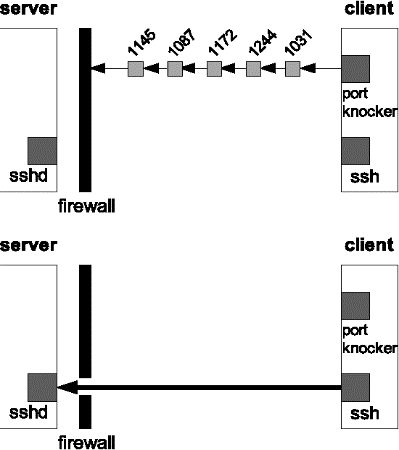 server
client
1145
1087
1172
1244
1031
port
knocker
sshd
ssh
firewall
server
client
port
knocker
sshd
ssh
firewall